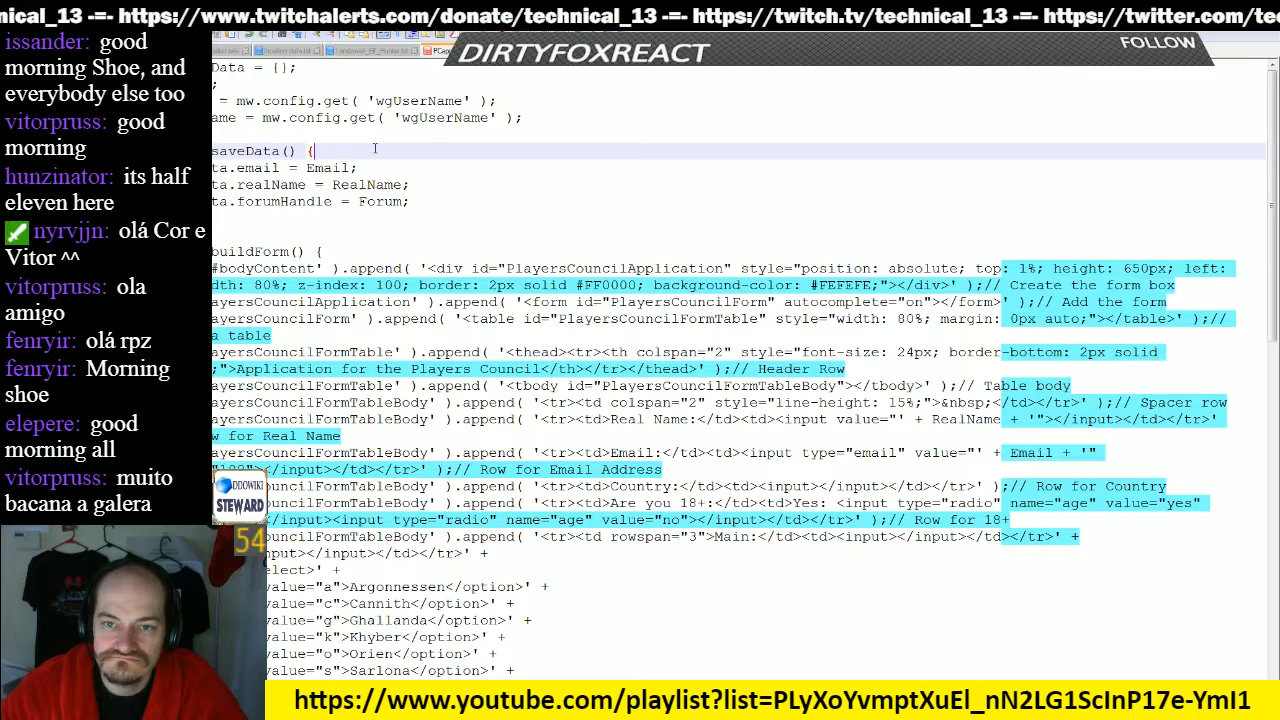 nical_13 -=- https://www.twitchalerts.com/donate/technical_13 -=- https://twitch.tv/technical_13 -=- https://twitter.com/te
issander: good
morning Shoe, and
everybody else too
vitorpruss: good
morning
hunzinator: its half
eleven here
nyrvjjn: olá Cor e
Vitor ^^
vitorpruss: ola
amigo
fenryir: olá rpz
fenryir: Morning
shoe
elepere: good
morning all
vitorpruss: muito
bacana a galera
DIRTYFOXREACT
FOLLOW
Data = [];
;
= mw.config.get( 'wgUserName' );
ame = mw.config.get( 'wgUserName' );
saveData() {
ta.email = Email;
ta.realName = RealName;
ta.forumHandle = Forum;
buildForm() {
#bodyContent' ).append( '<div id="PlayersCouncilApplication" style="position: absolute; top: 1%; height: 650px; left:
dth: 80%; z-index: 100; border: 2px solid #FF0000; background-color: #FEFEFE;"></div>' );// Create the form box
ayersCouncilApplication' ).append( '<form id="PlayersCouncilForm" autocomplete="on"></form>' );// Add the form
ayersCouncilForm' ).append( '<table id="PlayersCouncilFormTable" style="width: 80%; margin: 0px auto;"></table>' );//
a table
ayersCouncilFormTable' ).append( '<thead><tr><th colspan="2" style="font-size: 24px; border-bottom: 2px solid
;">Application for the Players Council</th></tr></thead>' );// Header Row
ayersCouncilFormTable' ).append( '<tbody id="PlayersCouncilFormTableBody"></tbody>' );// Table body
ayersCouncilFormTableBody' ).append( '<tr><td colspan="2" style="line-height: 15%;">&nbsp;</td></tr>' );// Spacer row
ayersCouncilFormTableBody' ).append( '<tr><td>Real Name:</td><td><input value="' + RealName + '"></input></td></tr>'
w for Real Name
ayersCouncilFormTableBody' ).append( '<tr><td>Email:</td><td><input type="email" value="' + Email + '"
"100"></input></td></tr>' );// Row for Email Address
ouncilFormTableBody' ).append( '<tr><td>Country:</td><td><input></input></td></tr>' );// Row for Country
ouncilFormTableBody' ).append( '<tr><td>Are you 18+:</td><td>Yes: <input type="radio" name="age" value="yes"
</input><input type="radio" name="age" value="no"></input></td></tr>' );// Row for 18+
ouncilFormTableBody' ).append( '<tr><td rowspan="3">Main:</td><td><input></input></td></tr>' +
nput></input></td></tr>' +
elect>' +
value="a">Argonnessen</option>' +
value="c">Cannith</option>' +
value="g">Ghallanda</option>' +
value="k">Khyber</option>' +
value="o">Orien</option>' +
value="s">Sarlona</option>' +
DDOWIKI
STEWARD
54
https://www.youtube.com/playlist?list=PLyXoYvmptXuEl_nN2LG1ScInP17e-YmI1